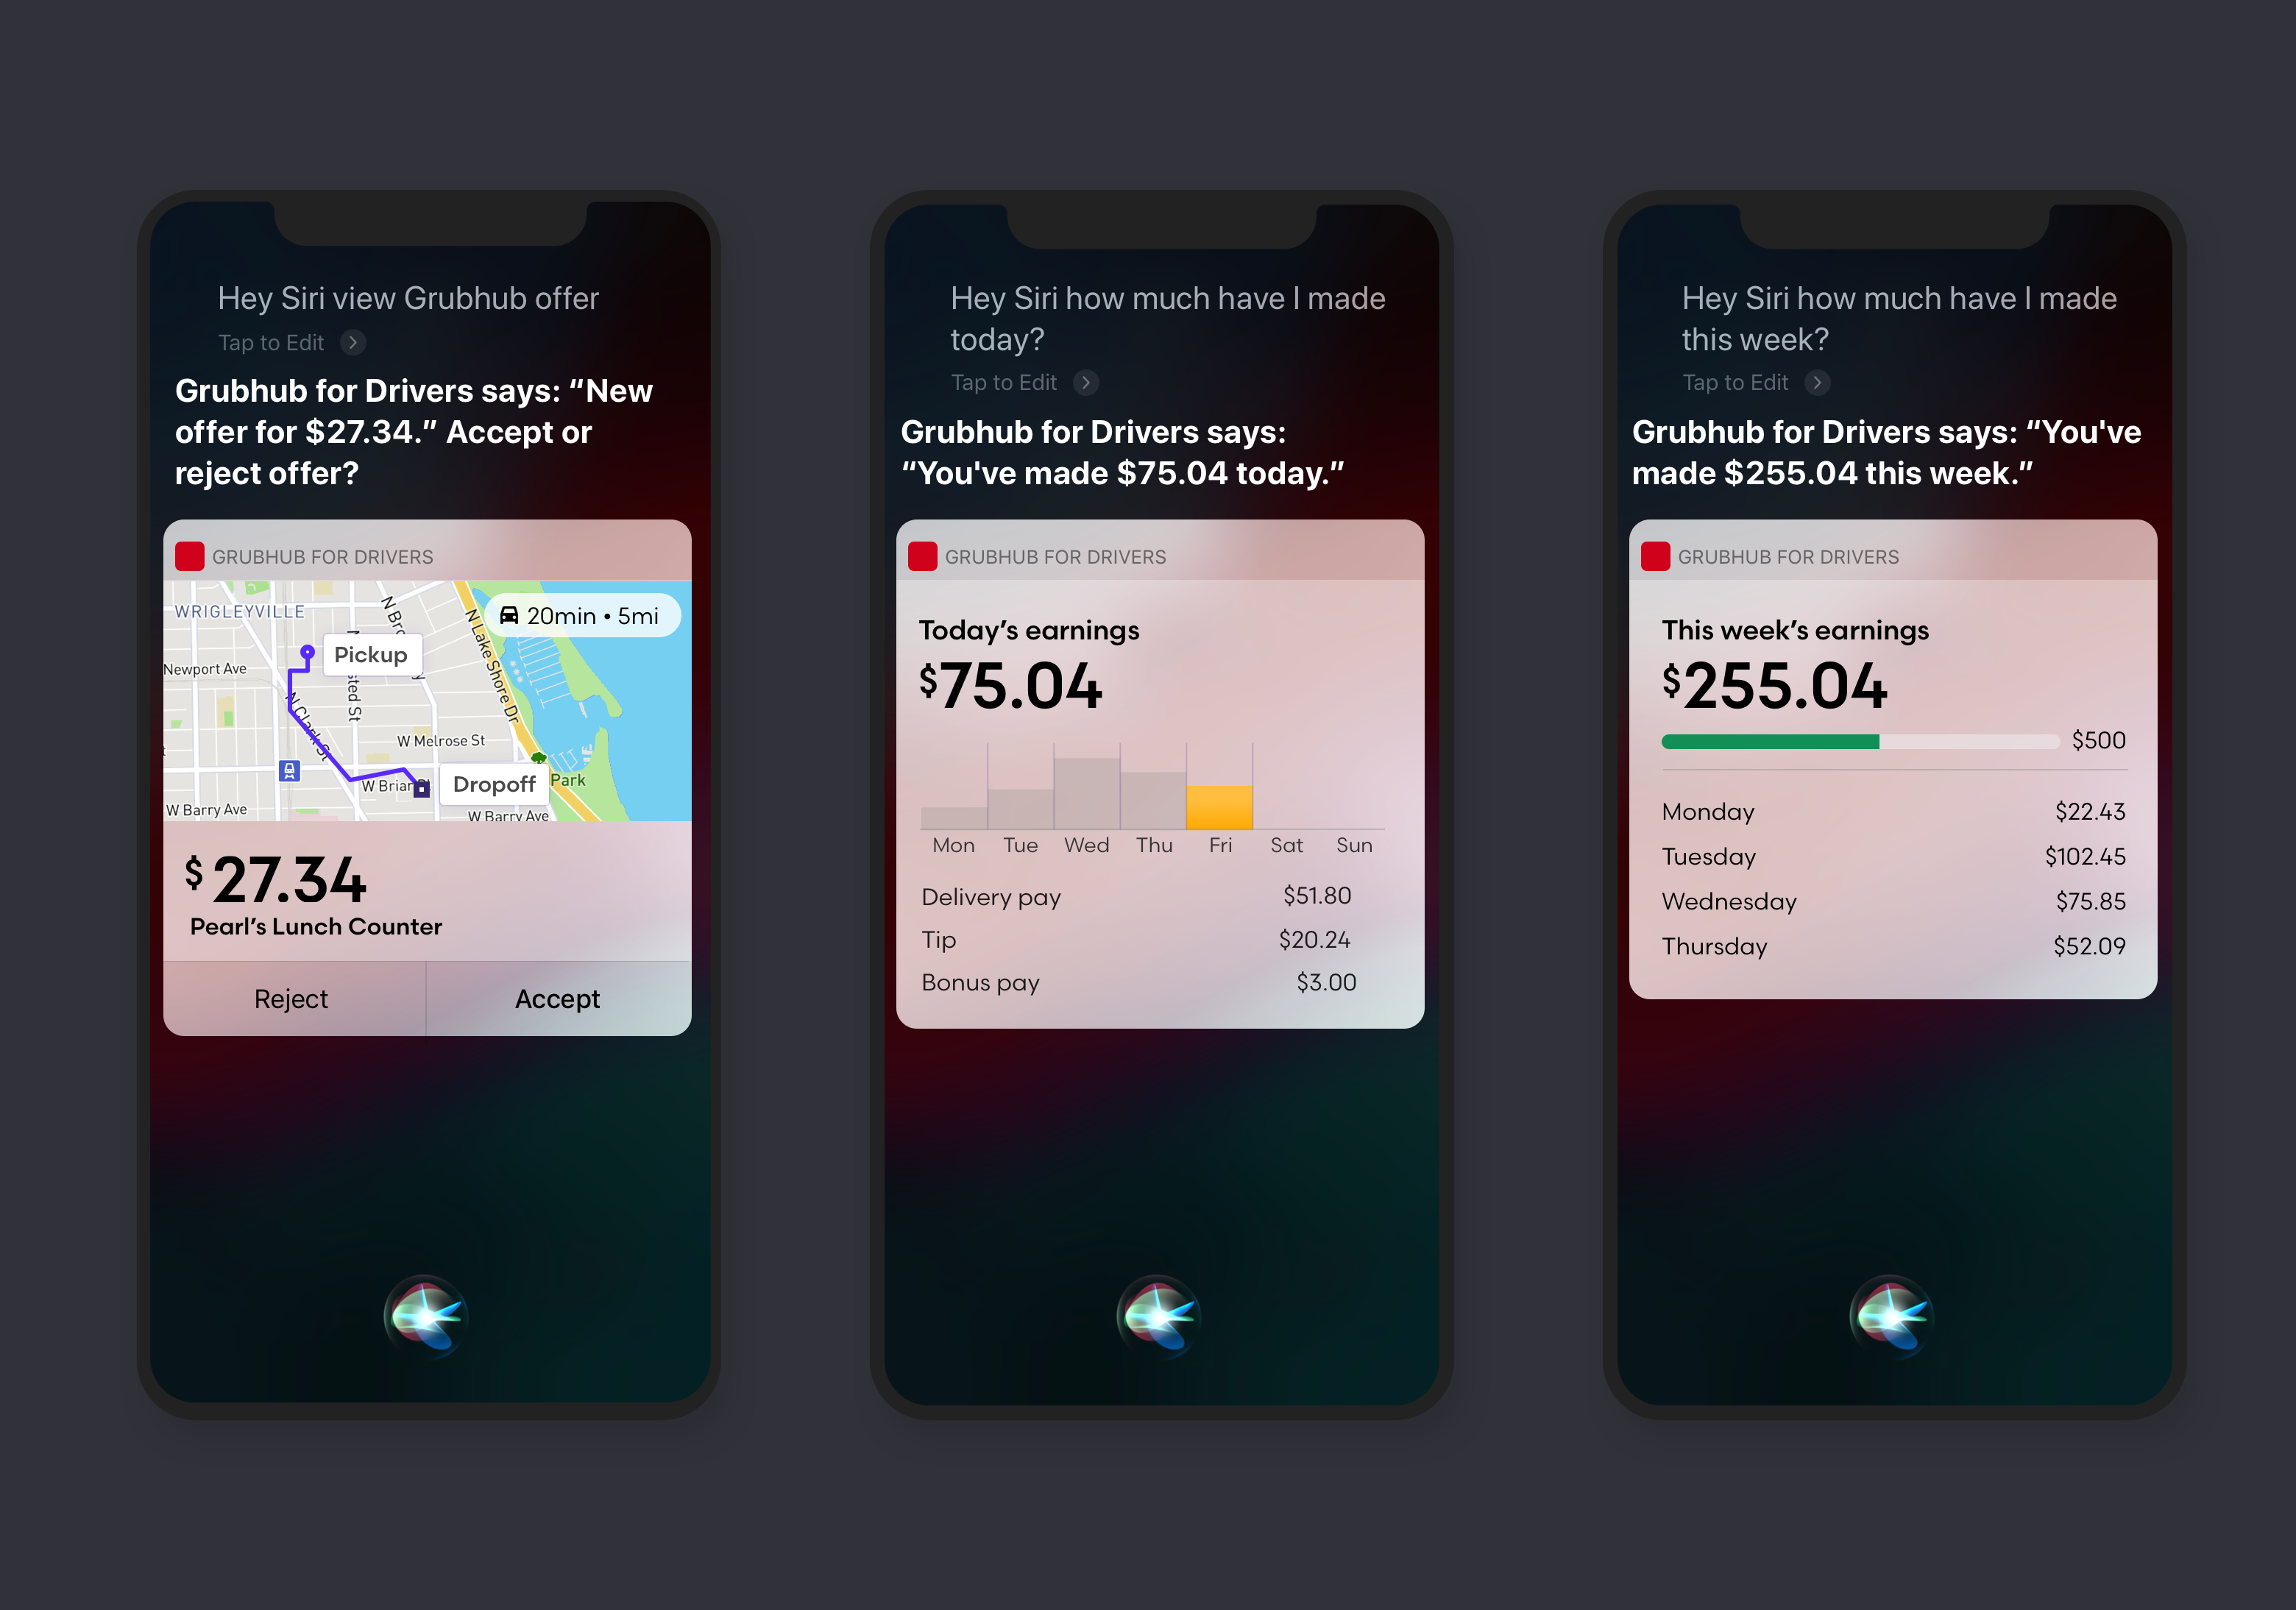 Hey Siri view Grubhub offer
Tap to Edit
Grubhub for Drivers says: “New
offer for $27.34.” Accept or
reject offer?
GRUBHUB FOR DRIVERS
WRIGLEYVILLE
20min • 5mi
Pickup
Newport Ave
N Lake Shore Dr
N Clark St
W Melrose St
Dropoff
Park
W Barry Ave
W Barry Ave
$27.34
Pearl’s Lunch Counter
Reject
Accept
Hey Siri how much have I made
today?
Tap to Edit
Grubhub for Drivers says:
“You've made $75.04 today.”
GRUBHUB FOR DRIVERS
Today’s earnings
$75.04
Mon Tue Wed Thu Fri Sat Sun
Delivery pay $51.80
Tip $20.24
Bonus pay $3.00
Hey Siri how much have I made
this week?
Tap to Edit
Grubhub for Drivers says: “You've
made $255.04 this week.”
GRUBHUB FOR DRIVERS
This week’s earnings
$255.04
$500
Monday $22.43
Tuesday $102.45
Wednesday $75.85
Thursday $52.09